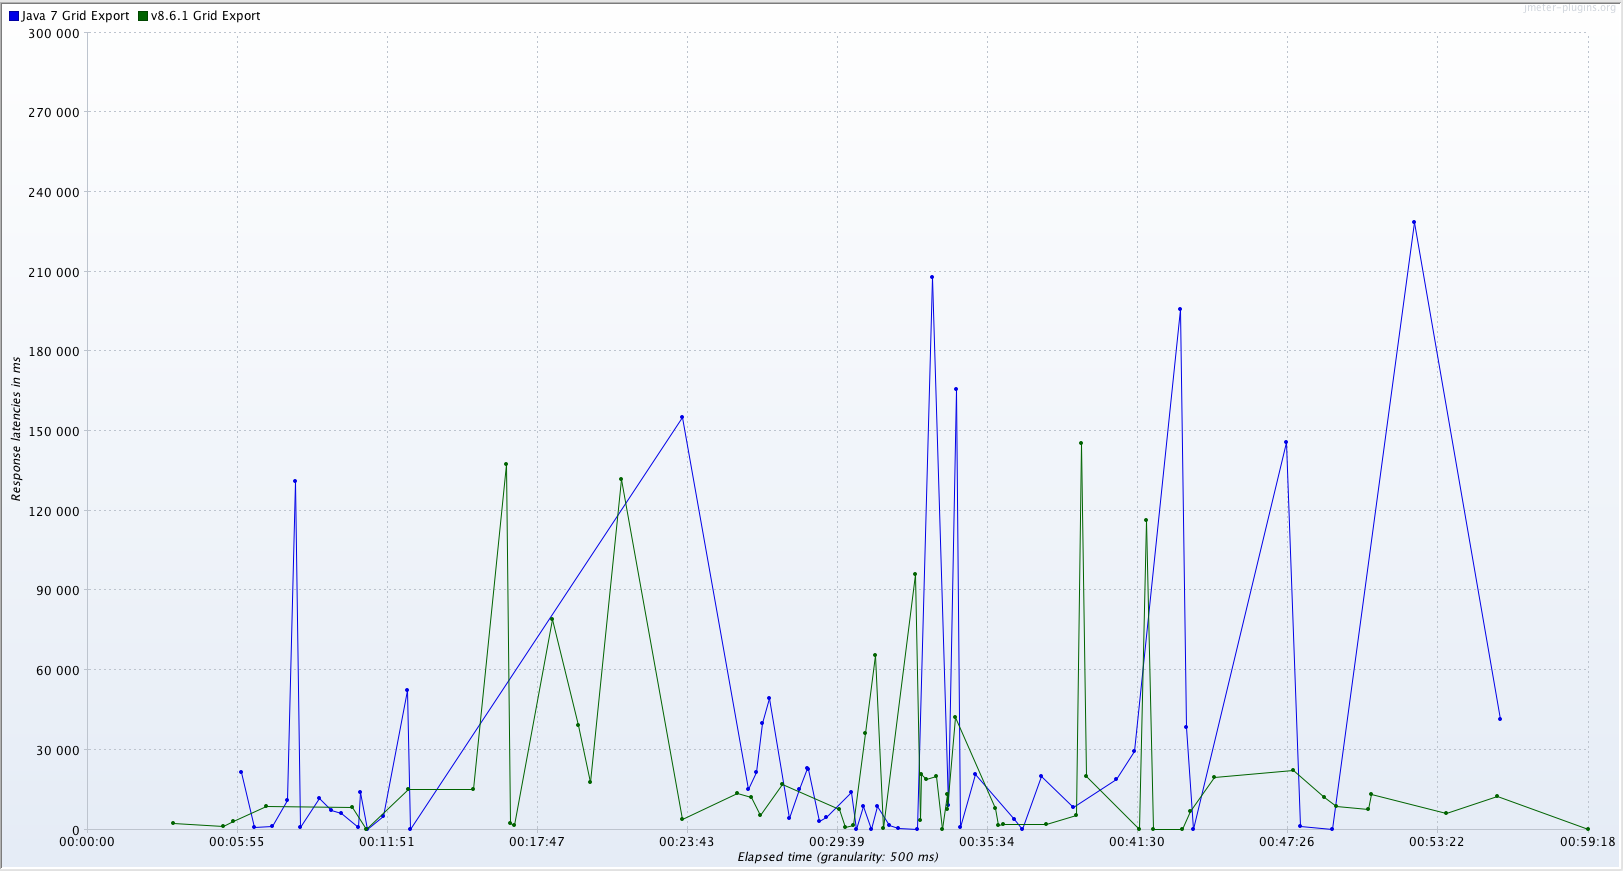 jmeter-plugins.org
Java 7 Grid Export v8.6.1 Grid Export
300 000
270 000
240 000
210 000
180 000
150 000
120 000
90 000
60 000
30 000
0
Response latencies in ms
00:00:00 00:05:55 00:11:51 00:17:47 00:23:43 00:29:39 00:35:34 00:41:30 00:47:26 00:53:22 00:59:18
Elapsed time (granularity: 500 ms)